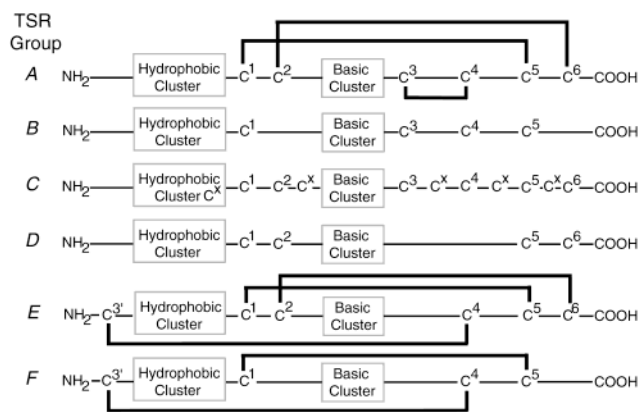 TSR
Group
A NH₂ Hydrophobic Cluster C¹ C² Basic Cluster C³ C⁴ C⁵ C⁶ COOH
B NH₂ Hydrophobic Cluster C¹ Basic Cluster C³ C⁴ C⁵ COOH
C NH₂ Hydrophobic Cluster Cˣ C¹ C² Cˣ Basic Cluster C³ Cˣ C⁴ Cˣ C⁵ Cˣ C⁶ COOH
D NH₂ Hydrophobic Cluster C¹ C² Basic Cluster C⁵ C⁶ COOH
E NH₂ C³' Hydrophobic Cluster C¹ C² Basic Cluster C⁴ C⁵ C⁶ COOH
F NH₂ C³' Hydrophobic Cluster C¹ Basic Cluster C⁴ C⁵ COOH